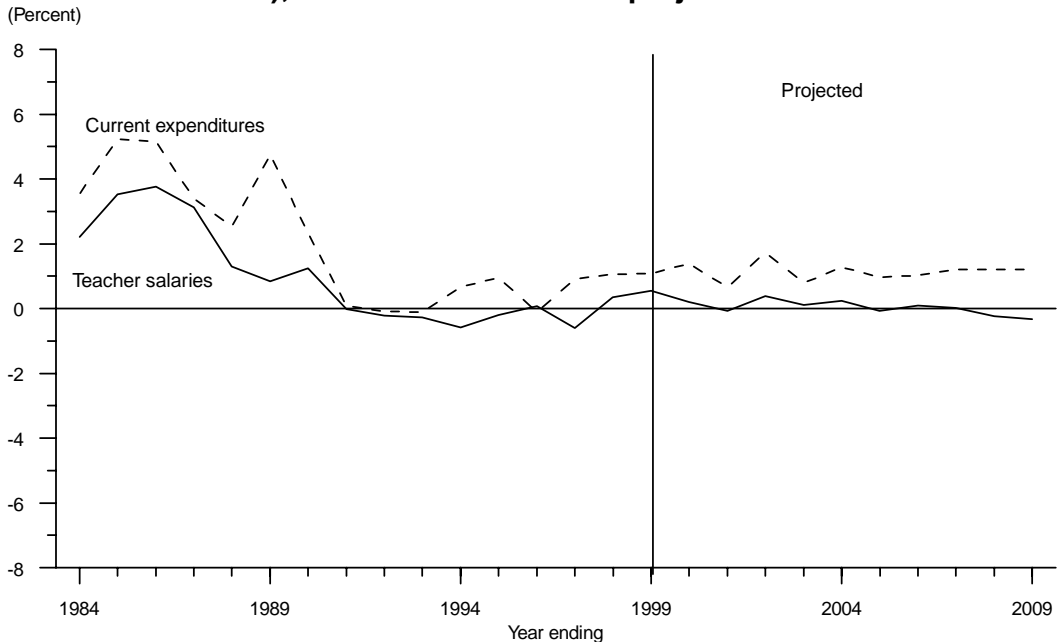 (Percent)
8
6
4
2
0
-2
-4
-6
-8
Projected
Current expenditures
Teacher salaries
1984 1989 1994 1999 2004 2009
Year ending